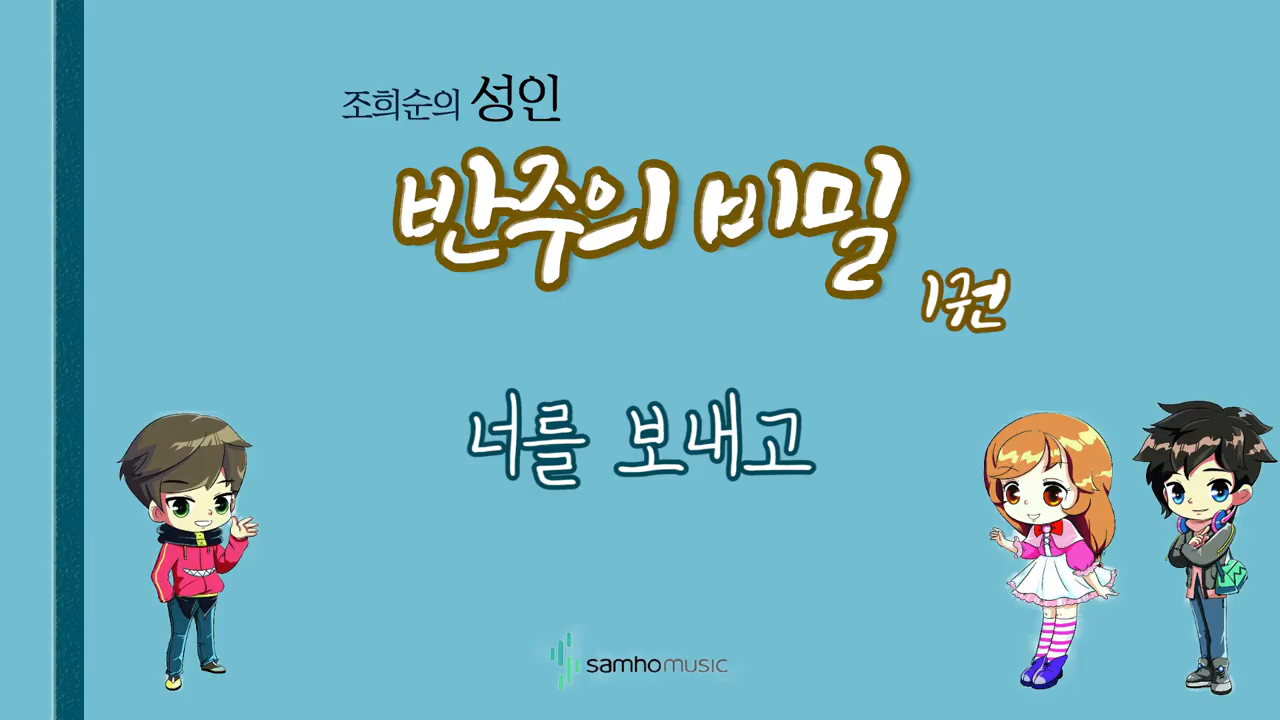 조희순의 성인
반주의 비밀
1권
너를 보내고
samhomusic